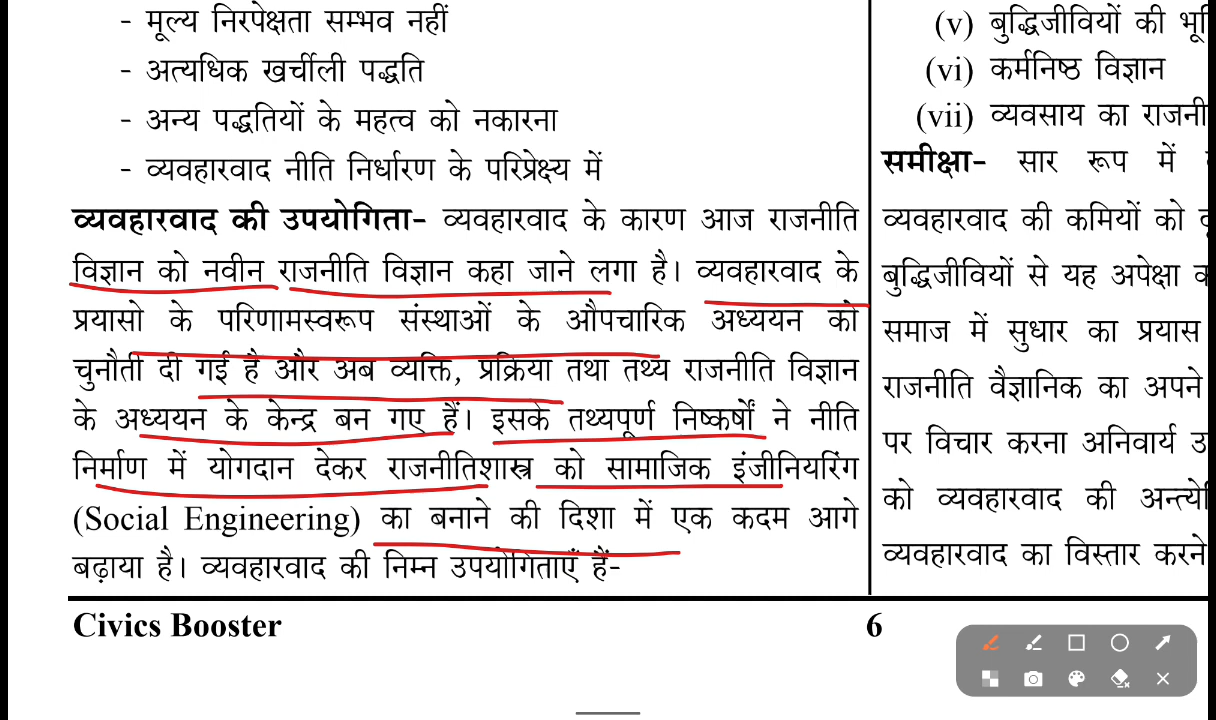 - मूल्य निरपेक्षता सम्भव नहीं
- अत्यधिक खर्चीली पद्धति
- अन्य पद्धतियों के महत्व को नकारना
- व्यवहारवाद नीति निर्धारण के परिप्रेक्ष्य में
व्यवहारवाद की उपयोगिता- व्यवहारवाद के कारण आज राजनीति
विज्ञान को नवीन राजनीति विज्ञान कहा जाने लगा है। व्यवहारवाद के
प्रयासो के परिणामस्वरूप संस्थाओं के औपचारिक अध्ययन को
चुनौती दी गई है और अब व्यक्ति, प्रक्रिया तथा तथ्य राजनीति विज्ञान
के अध्ययन के केन्द्र बन गए हैं। इसके तथ्यपूर्ण निष्कर्षों ने नीति
निर्माण में योगदान देकर राजनीतिशास्त्र को सामाजिक इंजीनियरिंग
(Social Engineering) का बनाने की दिशा में एक कदम आगे
बढ़ाया है। व्यवहारवाद की निम्न उपयोगिताएँ हैं-
(v) बुद्धिजीवियों की
(vi) कर्मनिष्ठ विज्ञान
(vii) व्यवसाय का
समीक्षा- सार रूप में
व्यवहारवाद की कमियों को
बुद्धिजीवियों से यह अपेक्षा
समाज में सुधार का प्रयास
राजनीति वैज्ञानिक का अपने
पर विचार करना अनिवार्य
को व्यवहारवाद की
व्यवहारवाद का विस्तार करने
Civics Booster
6